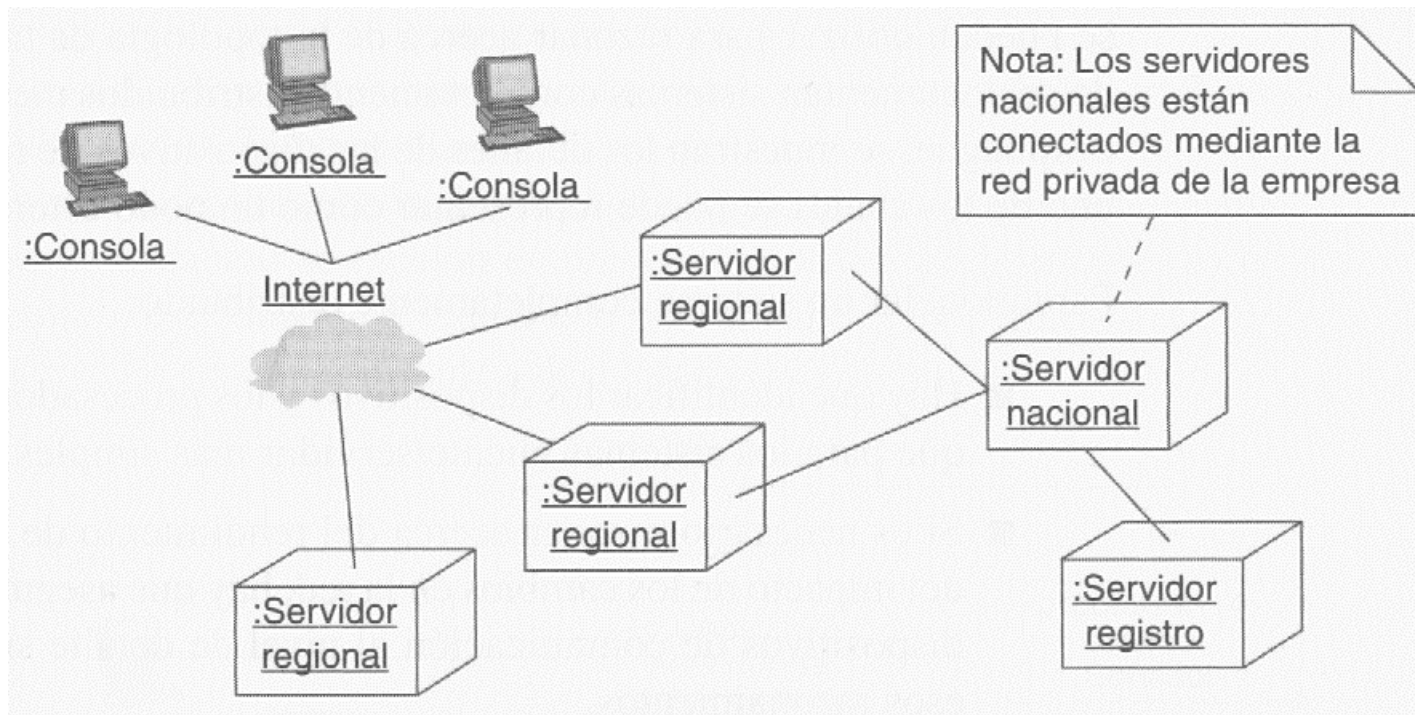 :Consola
:Consola
:Consola
Internet
:Servidor
regional
:Servidor
regional
:Servidor
regional
:Servidor
nacional
:Servidor
registro
Nota: Los servidores
nacionales están
conectados mediante la
red privada de la empresa